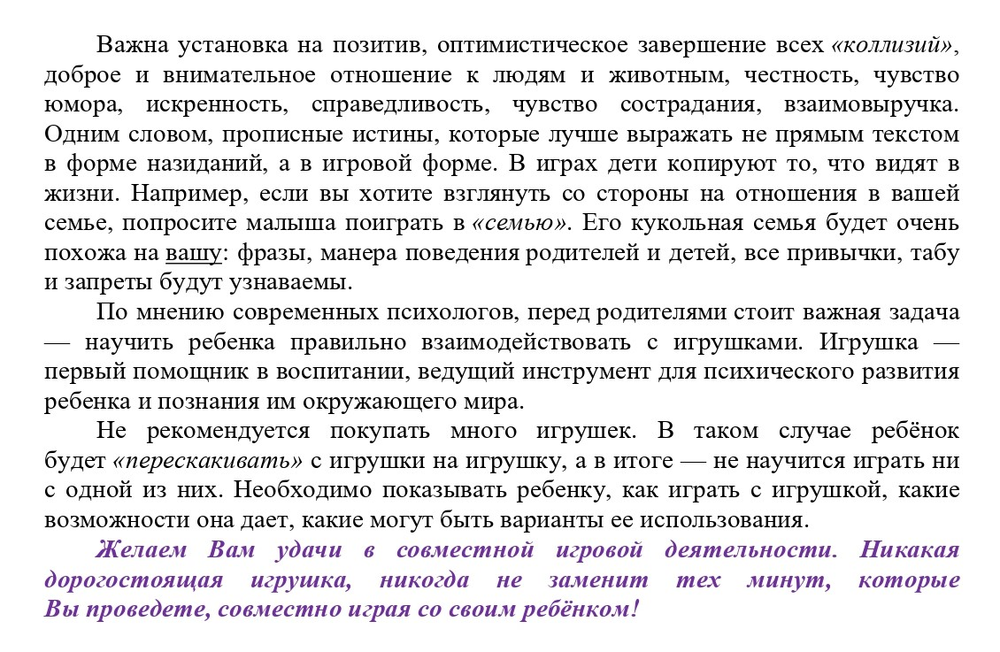 Важна установка на позитив, оптимистическое завершение всех «коллизий»,
доброе и внимательное отношение к людям и животным, честность, чувство
юмора, искренность, справедливость, чувство сострадания, взаимовыручка.
Одним словом, прописные истины, которые лучше выражать не прямым текстом
в форме назиданий, а в игровой форме. В играх дети копируют то, что видят в
жизни. Например, если вы хотите взглянуть со стороны на отношения в вашей
семье, попросите малыша поиграть в «семью». Его кукольная семья будет очень
похожа на вашу: фразы, манера поведения родителей и детей, все привычки, табу
и запреты будут узнаваемы.
По мнению современных психологов, перед родителями стоит важная задача
— научить ребенка правильно взаимодействовать с игрушками. Игрушка —
первый помощник в воспитании, ведущий инструмент для психического развития
ребенка и познания им окружающего мира.
Не рекомендуется покупать много игрушек. В таком случае ребёнок
будет «перескакивать» с игрушки на игрушку, а в итоге — не научится играть ни
с одной из них. Необходимо показывать ребенку, как играть с игрушкой, какие
возможности она дает, какие могут быть варианты ее использования.
Желаем Вам удачи в совместной игровой деятельности. Никакая
дорогостоящая игрушка, никогда не заменит тех минут, которые
Вы проведете, совместно играя со своим ребёнком!